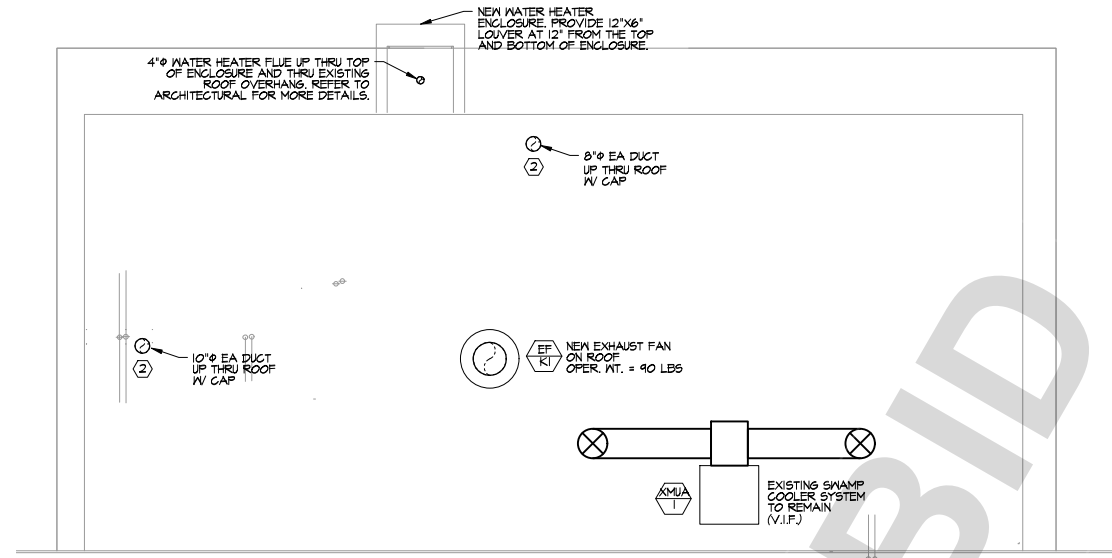 NEW WATER HEATER
ENCLOSURE. PROVIDE 12"X6"
LOUVER AT 12" FROM THE TOP
AND BOTTOM OF ENCLOSURE.
4"Φ WATER HEATER FLUE UP THRU TOP
OF ENCLOSURE AND THRU EXISTING
ROOF OVERHANG. REFER TO
ARCHITECTURAL FOR MORE DETAILS.
8"Φ EA DUCT
UP THRU ROOF
W/ CAP
2
10"Φ EA DUCT
UP THRU ROOF
W/ CAP
2
EF
K1
NEW EXHAUST FAN
ON ROOF
OPER. WT. = 90 LBS
XMUA
1
EXISTING SWAMP
COOLER SYSTEM
TO REMAIN
(V.I.F.)
BID